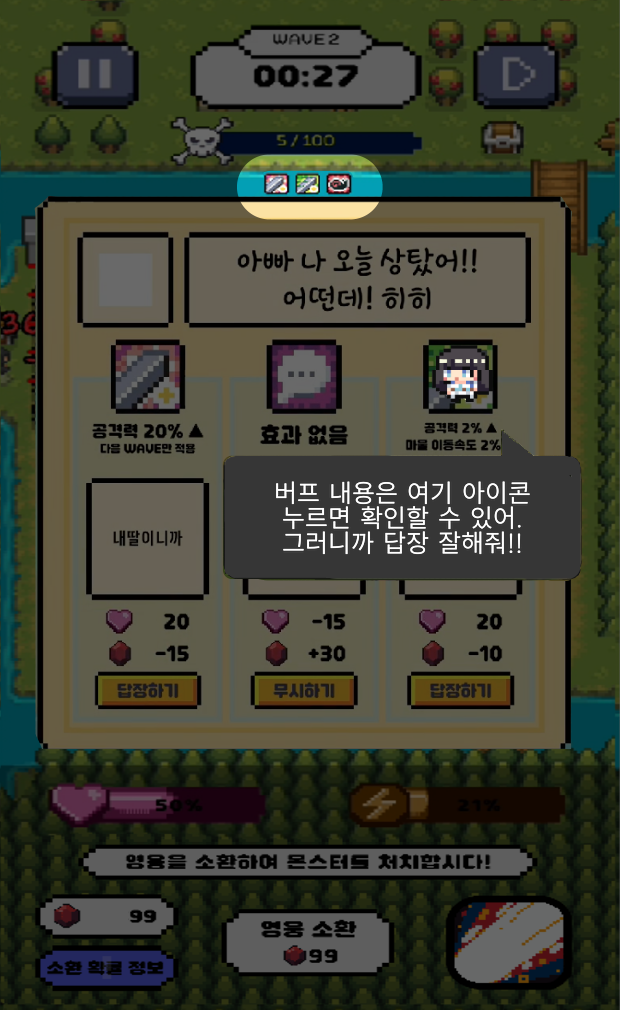 WAVE2
00:27
5/100
36
아빠 나 오늘 상탔어!!
어떤데! 히히
공격력 20% ▲
다음 WAVE만 적용
효과 없음
공격력 2% ▲
마물 이동속도 2%
버프 내용은 여기 아이콘
누르면 확인할 수 있어.
그러니까 답장 잘해줘!!
내딸이니까
20
-15
답장하기
-15
+30
무시하기
20
-10
답장하기
50%
21%
영웅을 소환하여 몬스터를 처치합시다!
99
소환 확률 정보
영웅 소환
99